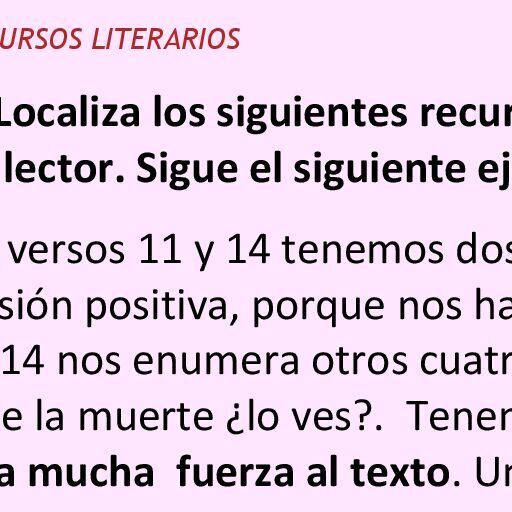 URSOS LITERARIOS
Localiza los siguientes recur
lector. Sigue el siguiente ej
versos 11 y 14 tenemos dos
sión positiva, porque nos ha
14 nos enumera otros cuatr
e la muerte ¿lo ves?. Tener
a mucha fuerza al texto. Un